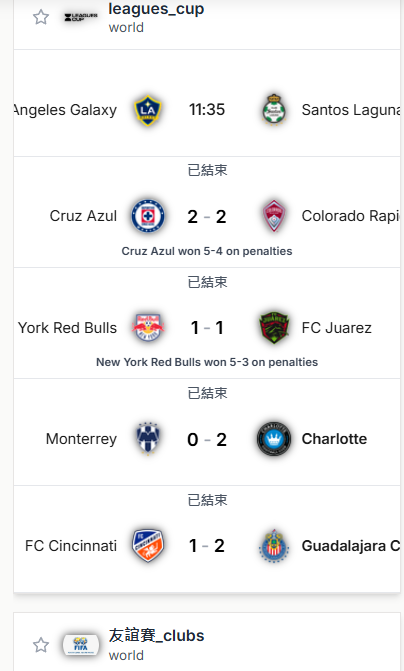 leagues_cup
world
Angeles Galaxy 11:35 Santos Laguna
已結束
Cruz Azul 2 - 2 Colorado Rapi
Cruz Azul won 5-4 on penalties
已結束
York Red Bulls 1 - 1 FC Juarez
New York Red Bulls won 5-3 on penalties
已結束
Monterrey 0 - 2 Charlotte
已結束
FC Cincinnati 1 - 2 Guadalajara C
友誼賽_clubs
world